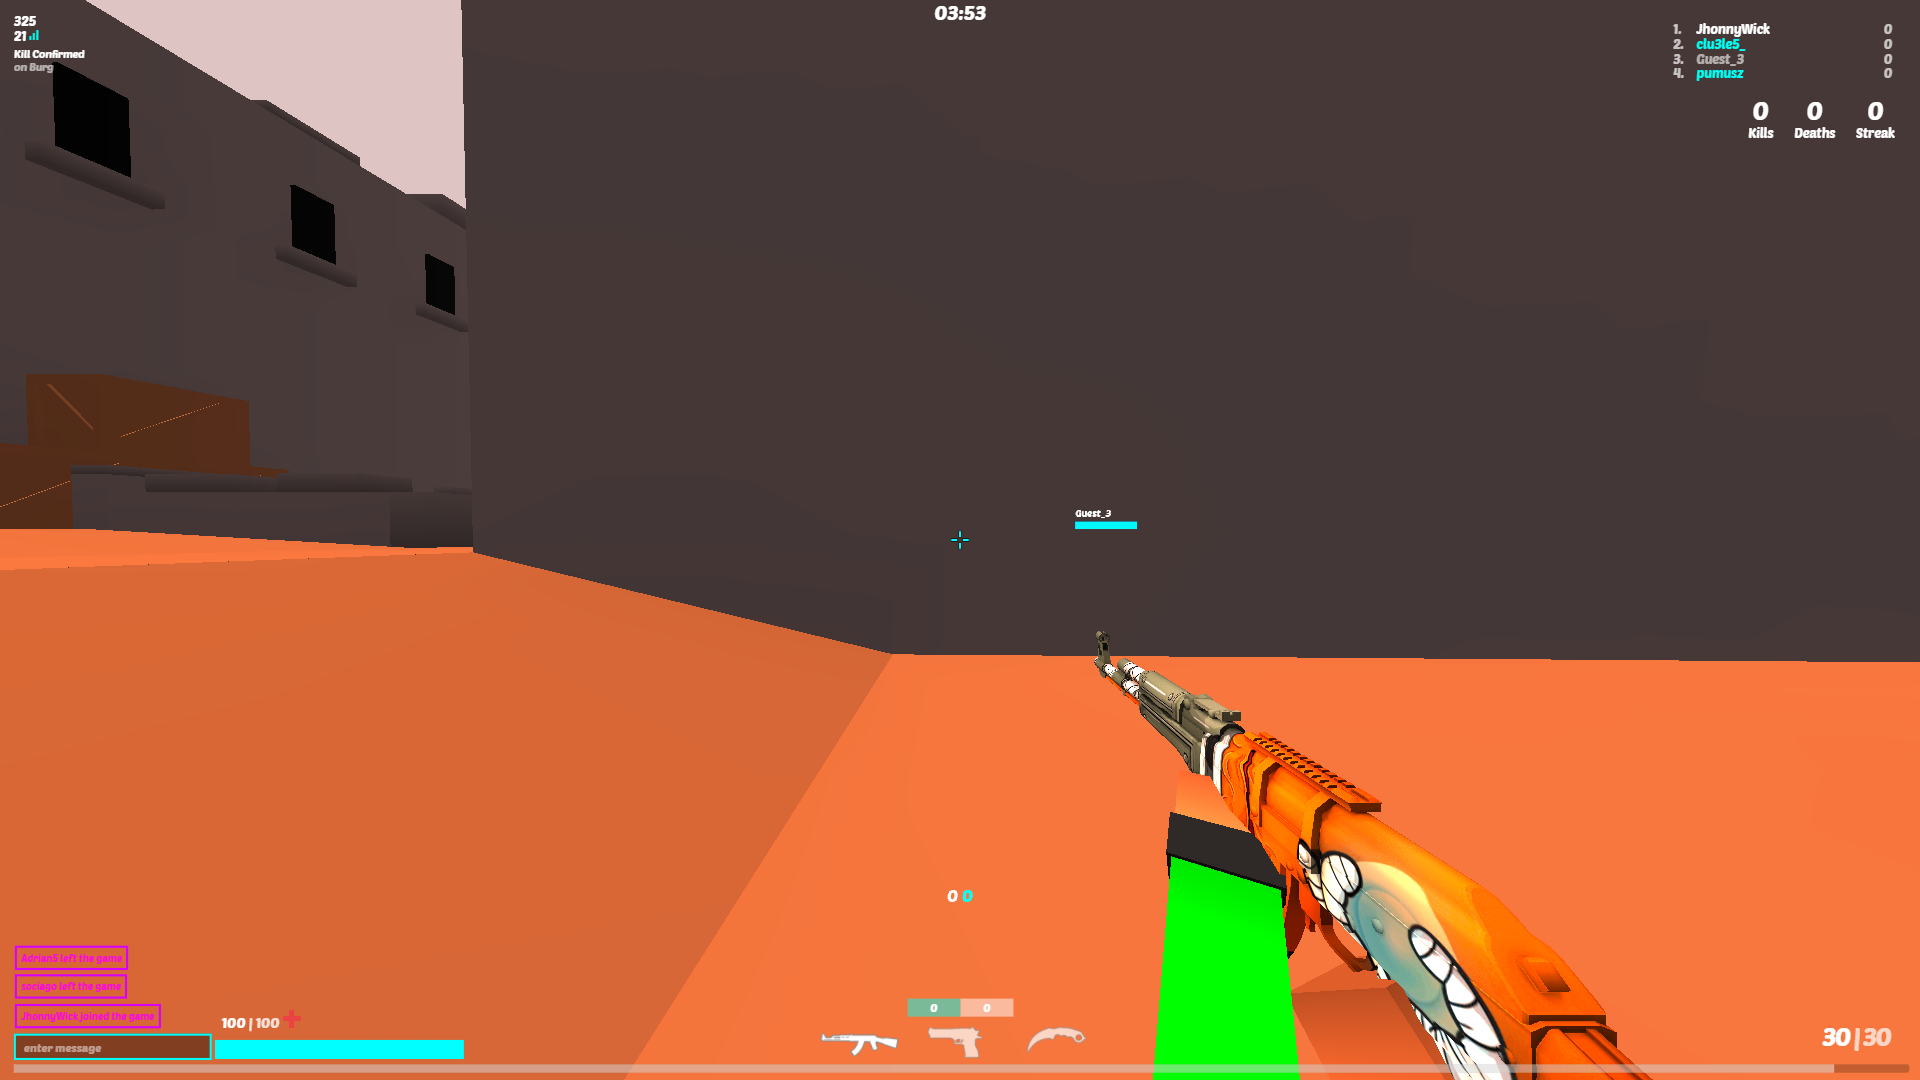 325
21
Kill Confirmed
on Burg
03:53
1. JhonnyWick 0
2. clu3le5_ 0
3. Guest_3 0
4. pumusz 0
0 0 0
Kills Deaths Streak
Guest_3
0 0
Adrian5 left the game
sociago left the game
JhonnyWick joined the game
enter message
100|100
0 0
30|30